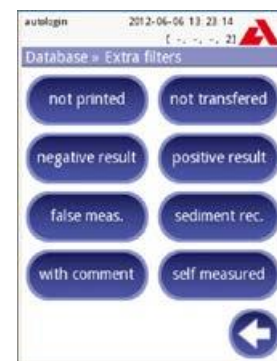 autologin 2012-06-06 13 23 14
[ -, -, -, 2]
Database » Extra filters
not printed not transfered
negative result positive result
false meas. sediment rec.
with comment self measured